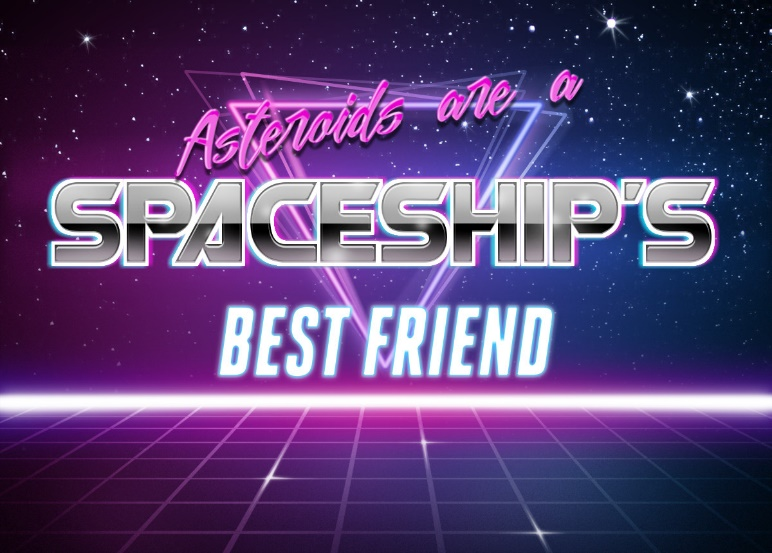 Asteroids are a
SPACESHIP'S
BEST FRIEND